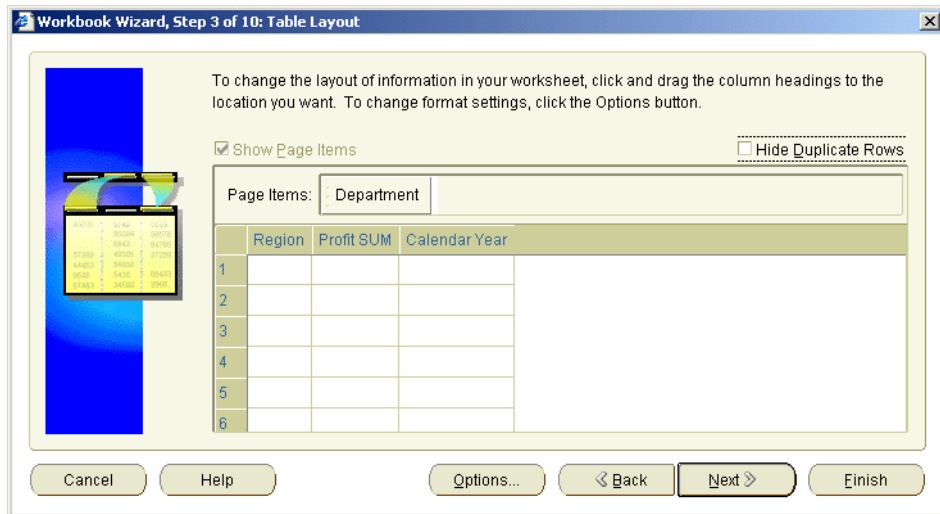 Workbook Wizard, Step 3 of 10: Table Layout
To change the layout of information in your worksheet, click and drag the column headings to the
location you want. To change format settings, click the Options button.
Show Page Items
Hide Duplicate Rows
Page Items: Department
Region Profit SUM Calendar Year
1
2
3
4
5
6
Cancel Help Options... Back Next Finish